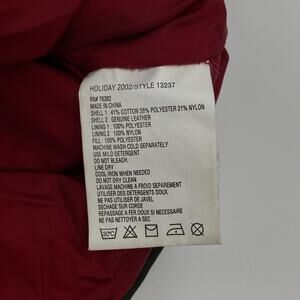 HOLIDAY 2002/STYLE 13237
RN# 76382
MADE IN CHINA
SHELL 1 : 41% COTTON 38% POLYESTER 21% NYLON
SHELL 2 : GENUINE LEATHER
LINING 1 : 100% POLYESTER
LINING 2 : 100% NYLON
FILL : 100% POLYESTER
MACHINE WASH COLD SEPARATELY
USE MILD DETERGENT
DO NOT BLEACH
LINE DRY
COOL IRON WHEN NEEDED
DO NOT DRY CLEAN
LAVAGE MACHINE A FROID SEPAREMENT
UTILISER DES DETERGENTS DOUX
NE PAS UTILISER DE JAVEL
SECHAGE SUR CORDE
REPASSAGE A FER DOUX SI NECESSAIRE
NE PAS NETTOYER A SEC
30°C